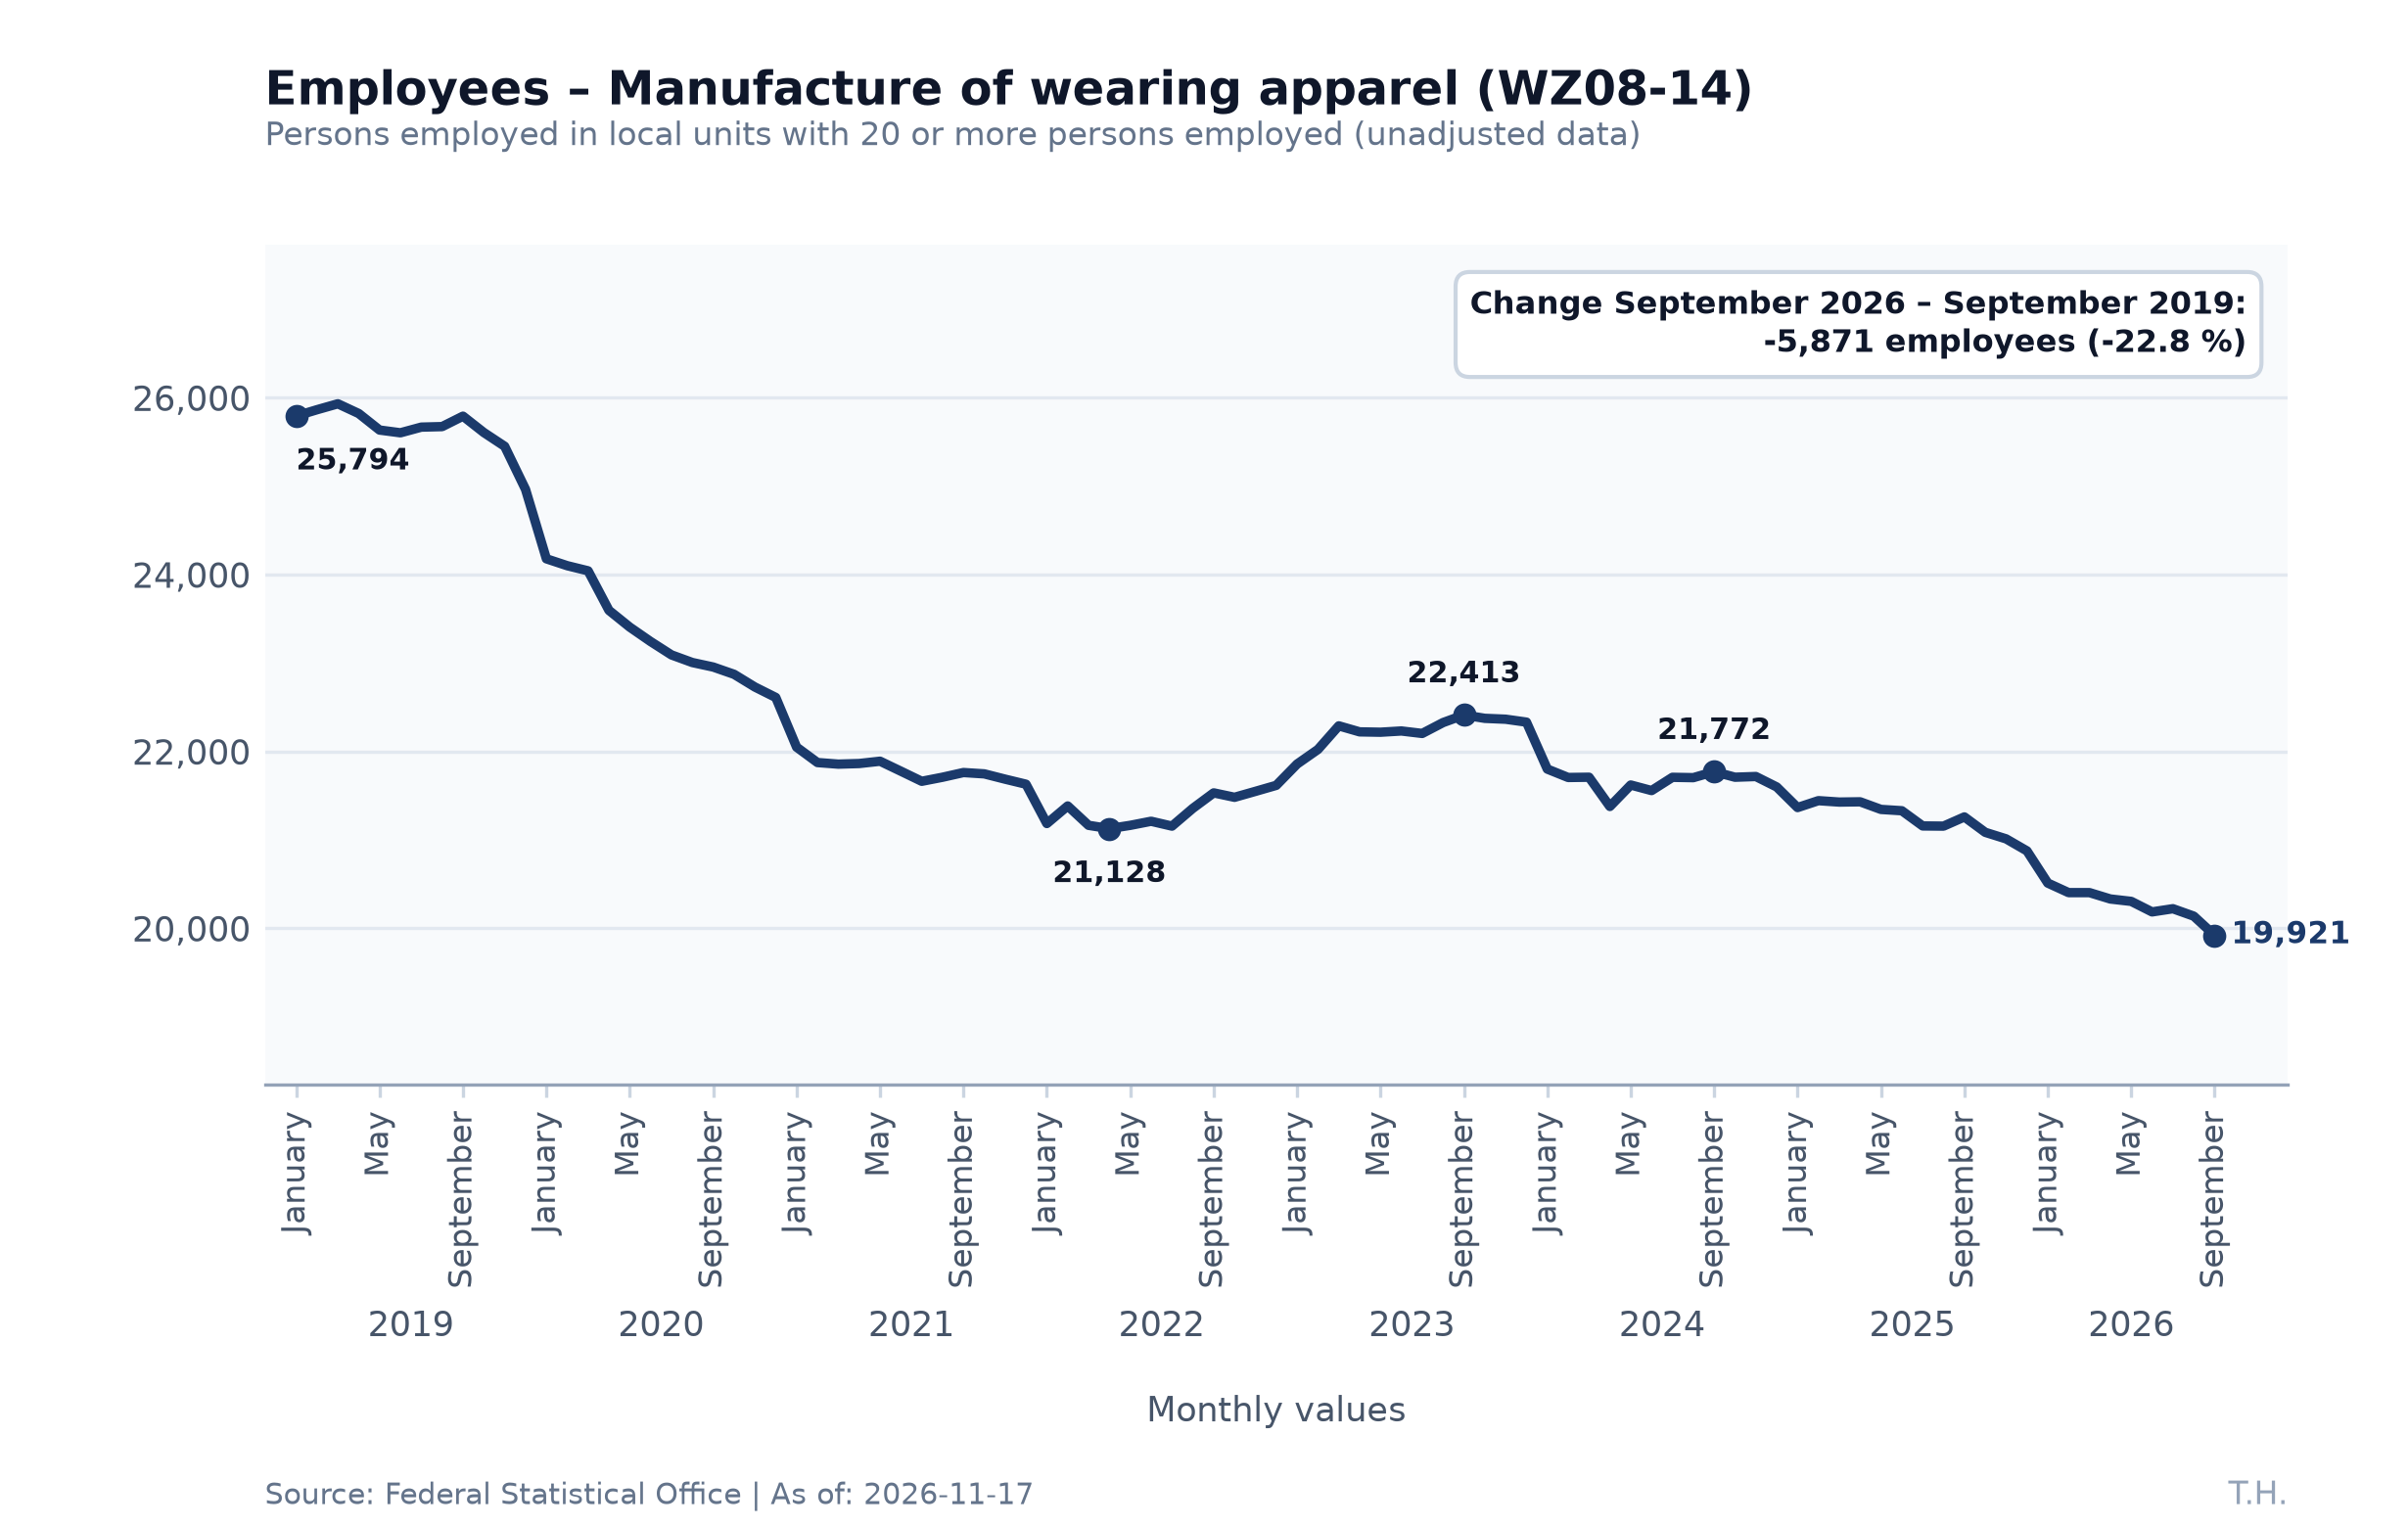 Employees – Manufacture of wearing apparel (WZ08-14)
Persons employed in local units with 20 or more persons employed (unadjusted data)
Change September 2026 – September 2019:
-5,871 employees (-22.8 %)
26,000
24,000
22,000
20,000
25,794
21,128
22,413
21,772
19,921
January
May
September
January
May
September
January
May
September
January
May
September
January
May
September
January
May
September
January
May
September
January
May
September
2019
2020
2021
2022
2023
2024
2025
2026
Monthly values
Source: Federal Statistical Office | As of: 2026-11-17
T.H.